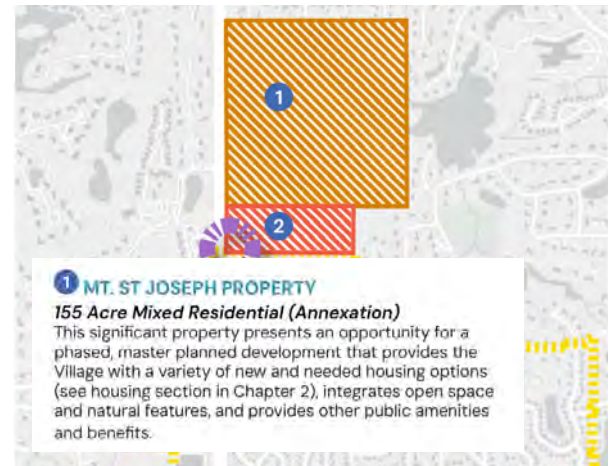 1
2
1 MT. ST JOSEPH PROPERTY
155 Acre Mixed Residential (Annexation)
This significant property presents an opportunity for a
phased, master planned development that provides the
Village with a variety of new and needed housing options
(see housing section in Chapter 2), integrates open space
and natural features, and provides other public amenities
and benefits.